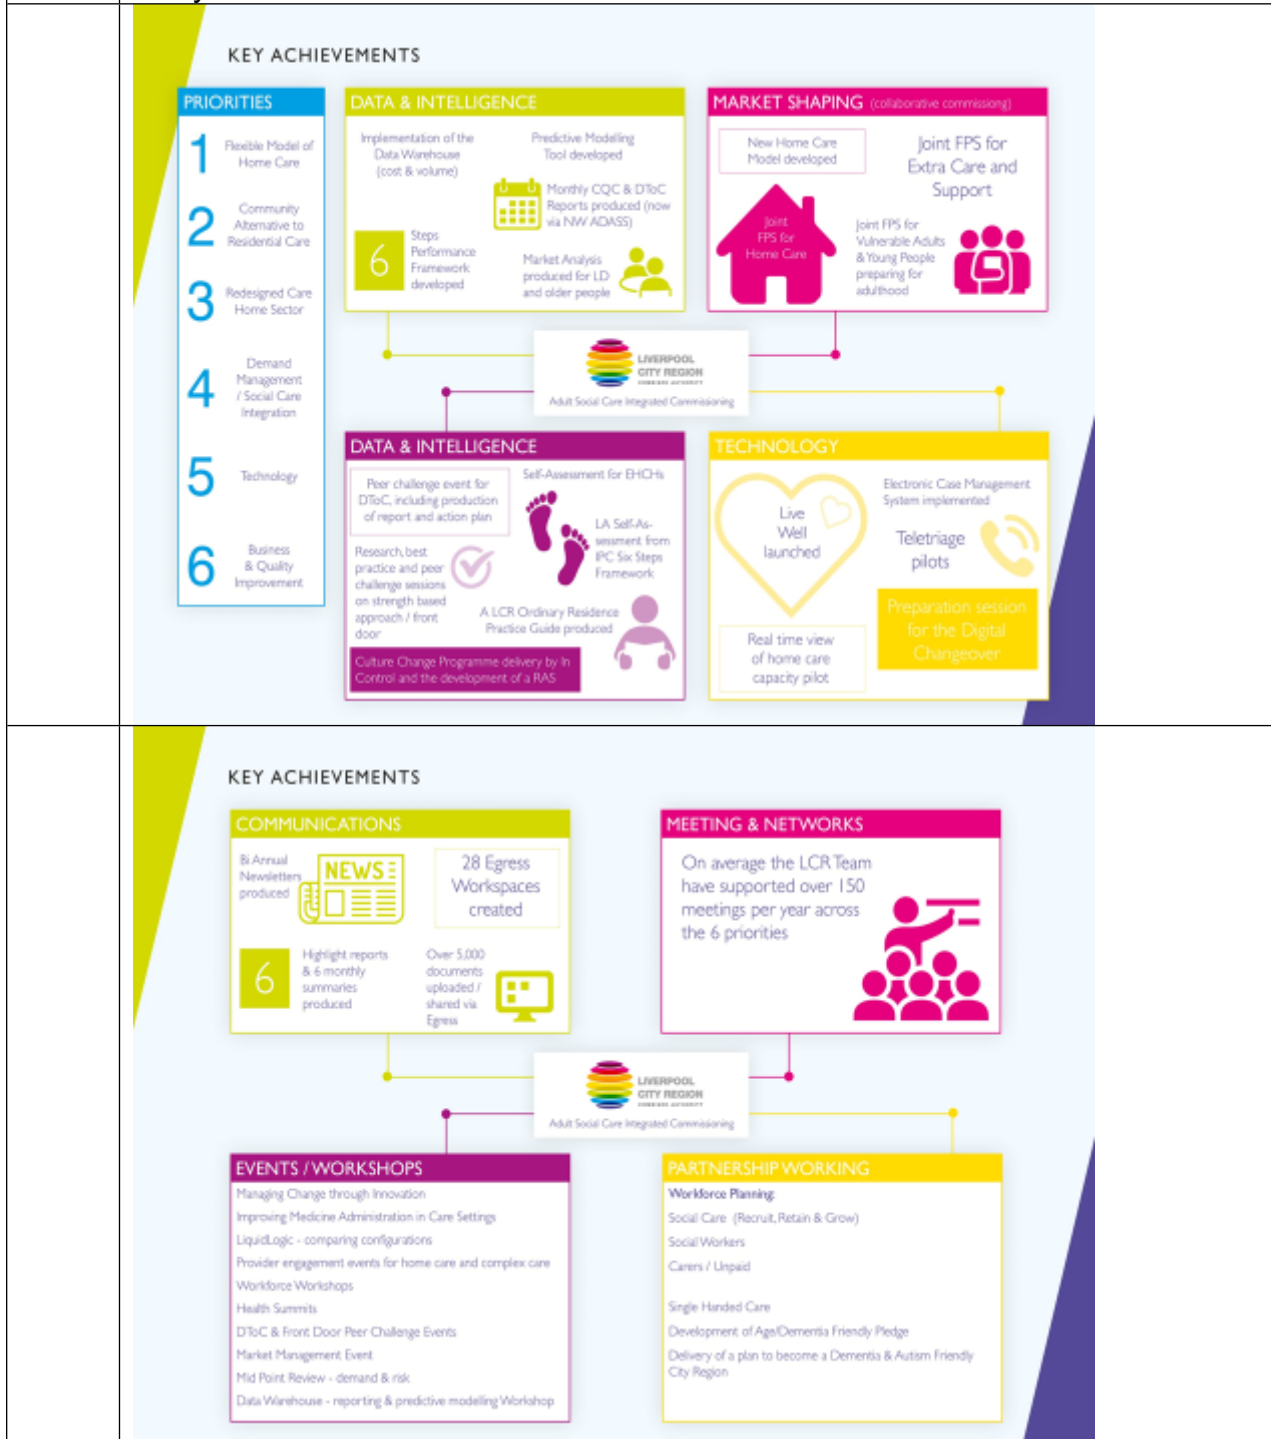 KEY ACHIEVEMENTS
PRIORITIES
1
Flexible Model of
Home Care
2
Community
Alternative to
Residential Care
3
Redesigned Care
Home Sector
4
Demand
Management
/ Social Care
Integration
5
Technology
6
Business
& Quality
Improvement
DATA & INTELLIGENCE
Implementation of the
Data Warehouse
(cost & volume)
Predictive Modelling
Tool developed
Monthly CQC & DToC
Reports produced (now
via NW ADASS)
6
Steps
Performance
Framework
developed
Market Analysis
produced for LD
and older people
MARKET SHAPING (collaborative commissiong)
New Home Care
Model developed
Joint FPS for
Extra Care and
Support
Joint
FPS for
Home Care
Joint FPS for
Vulnerable Adults
& Young People
preparing for
adulthood
LIVERPOOL
CITY REGION
COMBINED AUTHORITY
Adult Social Care Integrated Commissioning
DATA & INTELLIGENCE
Peer challenge event for
DToC, including production
of report and action plan
Self-Assessment for EHCHs
LA Self-As-
sessment from
IPC Six Steps
Framework
Research, best
practice and peer
challenge sessions
on strength based
approach / front
door
A LCR Ordinary Residence
Practice Guide produced
Culture Change Programme delivery by In
Control and the development of a RAS
TECHNOLOGY
Live
Well
launched
Electronic Case Management
System implemented
Teletriage
pilots
Preparation session
for the Digital
Changeover
Real time view
of home care
capacity pilot
KEY ACHIEVEMENTS
COMMUNICATIONS
Bi Annual
Newsletters
produced
NEWS
28 Egress
Workspaces
created
6
Highlight reports
& 6 monthly
summaries
produced
Over 5,000
documents
uploaded /
shared via
Egress
MEETING & NETWORKS
On average the LCR Team
have supported over 150
meetings per year across
the 6 priorities
LIVERPOOL
CITY REGION
COMBINED AUTHORITY
Adult Social Care Integrated Commissioning
EVENTS / WORKSHOPS
Managing Change through Innovation
Improving Medicine Administration in Care Settings
LiquidLogic - comparing configurations
Provider engagement events for home care and complex care
Workforce Workshops
Health Summits
DToC & Front Door Peer Challenge Events
Market Management Event
Mid Point Review - demand & risk
Data Warehouse - reporting & predictive modelling Workshop
PARTNERSHIP WORKING
Workforce Planning:
Social Care (Recruit, Retain & Grow)
Social Workers
Carers / Unpaid
Single Handed Care
Development of Age/Dementia Friendly Pledge
Delivery of a plan to become a Dementia & Autism Friendly
City Region